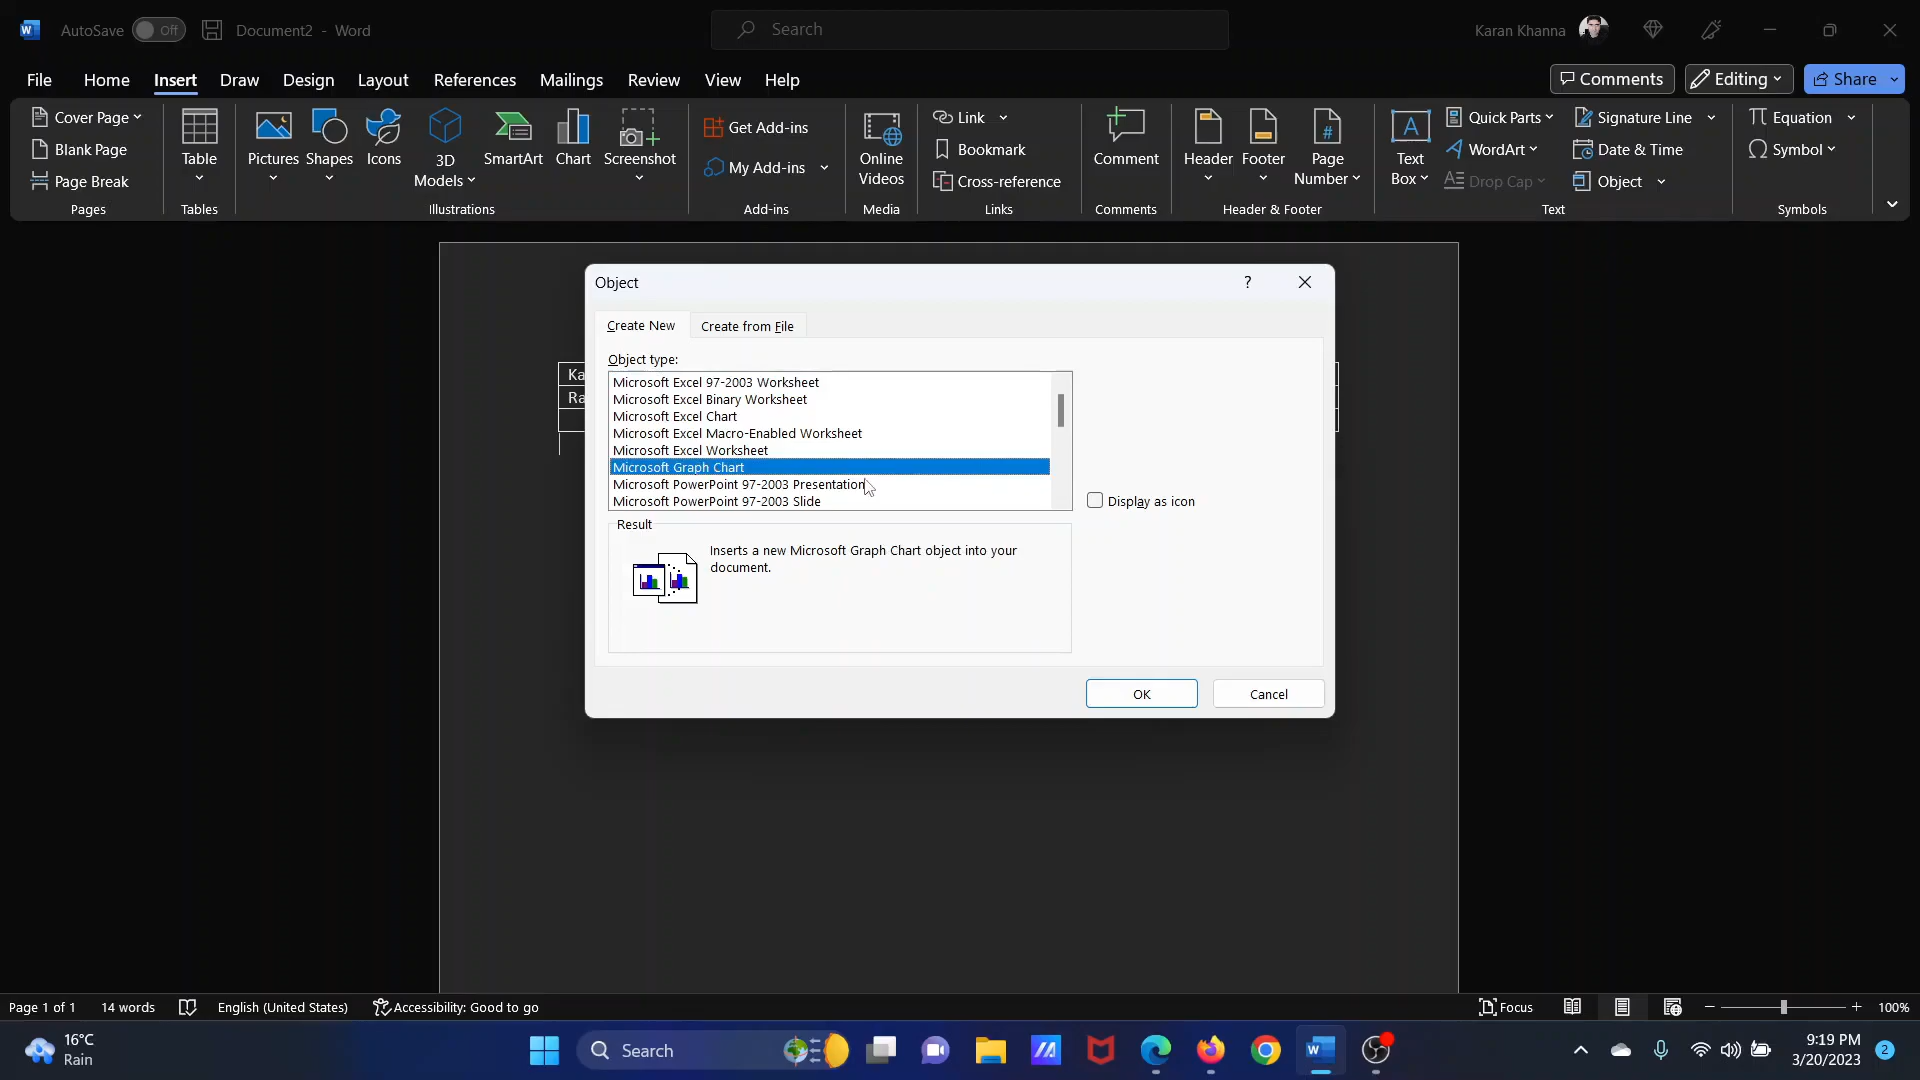 AutoSave Off Document2 - Word Search Karan Khanna
File Home Insert Draw Design Layout References Mailings Review View Help Comments Editing Share
Cover Page
Blank Page
Page Break
Pages
Table
Tables
Pictures Shapes Icons 3D Models SmartArt Chart Screenshot
Illustrations
Get Add-ins
My Add-ins
Add-ins
Online Videos
Media
Link
Bookmark
Cross-reference
Links
Comment
Comments
Header Footer Page Number
Header & Footer
Text Box
Quick Parts
WordArt
Drop Cap
Signature Line
Date & Time
Object
Text
Equation
Symbol
Symbols
Object ?
Create New Create from File
Object type:
Microsoft Excel 97-2003 Worksheet
Microsoft Excel Binary Worksheet
Microsoft Excel Chart
Microsoft Excel Macro-Enabled Worksheet
Microsoft Excel Worksheet
Microsoft Graph Chart
Microsoft PowerPoint 97-2003 Presentation
Microsoft PowerPoint 97-2003 Slide
Display as icon
Result
Inserts a new Microsoft Graph Chart object into your
document.
OK Cancel
Ka
Ra
Page 1 of 1 14 words English (United States) Accessibility: Good to go Focus 100%
16°C
Rain
Search
9:19 PM
3/20/2023
2